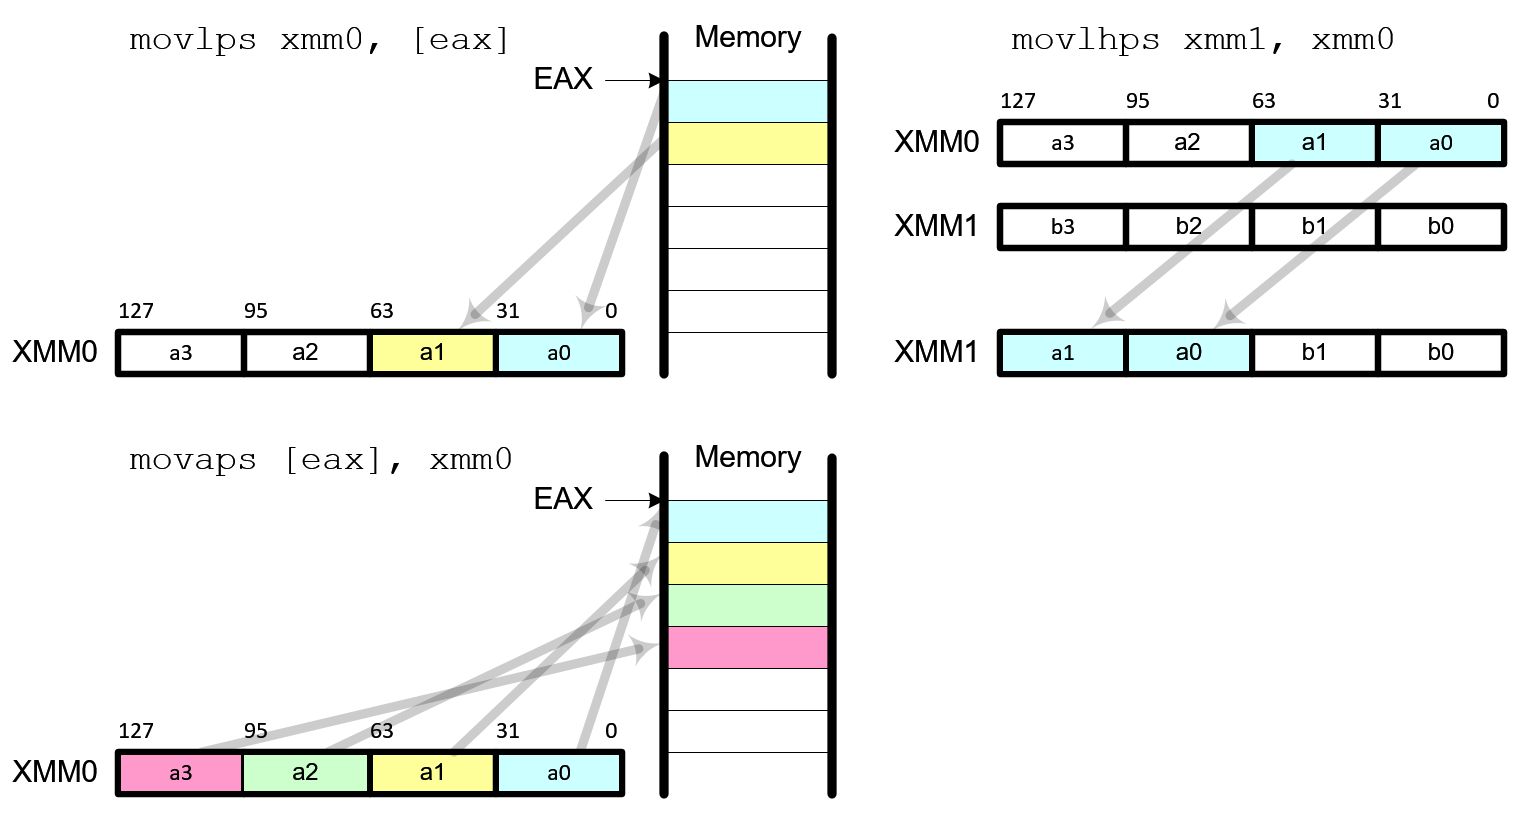 movlps xmm0, [eax]
Memory
EAX
127 95 63 31 0
XMM0 a3 a2 a1 a0
movlhps xmm1, xmm0
127 95 63 31 0
XMM0 a3 a2 a1 a0
XMM1 b3 b2 b1 b0
XMM1 a1 a0 b1 b0
movaps [eax], xmm0
Memory
EAX
127 95 63 31 0
XMM0 a3 a2 a1 a0